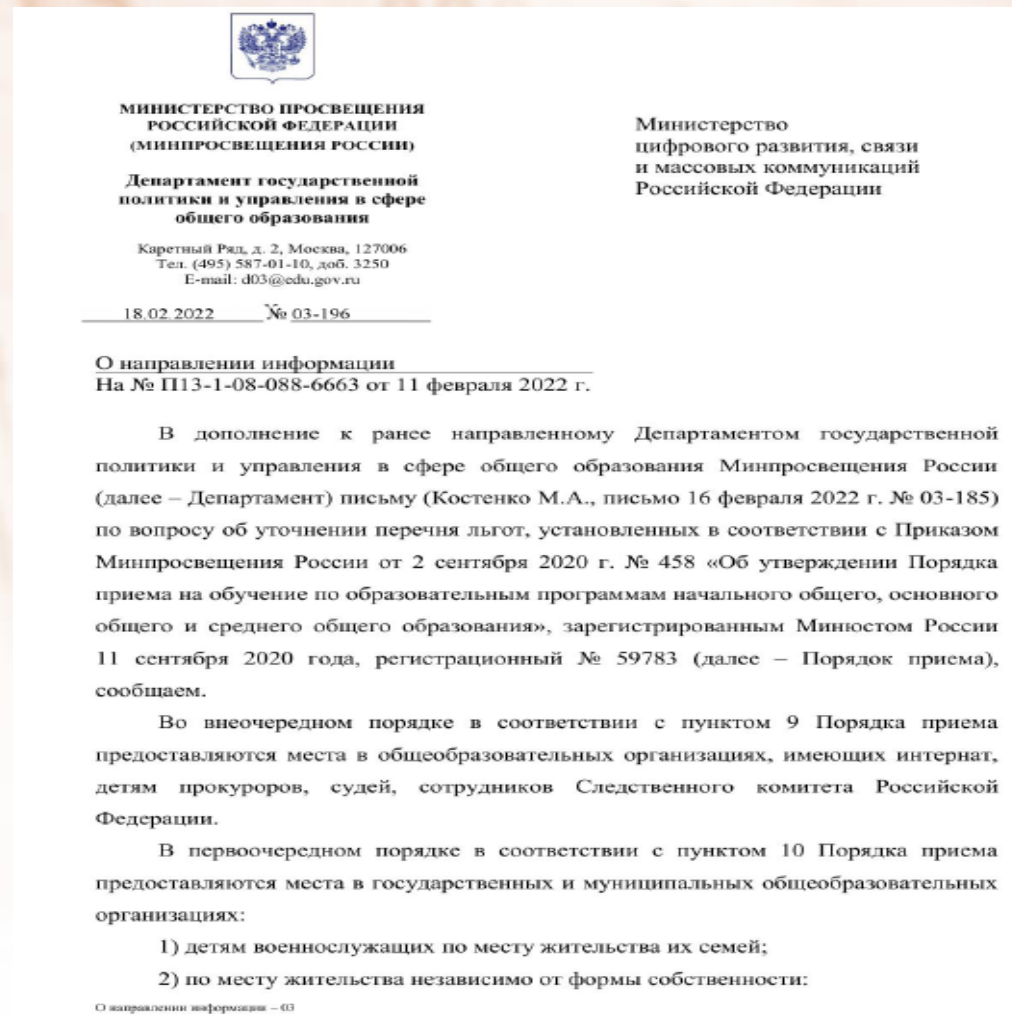 МИНИСТЕРСТВО ПРОСВЕЩЕНИЯ
РОССИЙСКОЙ ФЕДЕРАЦИИ
(МИНПРОСВЕЩЕНИЯ РОССИИ)
Департамент государственной
политики и управления в сфере
общего образования
Каретный Ряд, д. 2, Москва, 127006
Тел. (495) 587-01-10, доб. 3250
E-mail: d03@edu.gov.ru
18.02.2022 № 03-196
Министерство
цифрового развития, связи
и массовых коммуникаций
Российской Федерации
О направлении информации
На № П13-1-08-088-6663 от 11 февраля 2022 г.
В дополнение к ранее направленному Департаментом государственной
политики и управления в сфере общего образования Минпросвещения России
(далее – Департамент) письму (Костенко М.А., письмо 16 февраля 2022 г. № 03-185)
по вопросу об уточнении перечня льгот, установленных в соответствии с Приказом
Минпросвещения России от 2 сентября 2020 г. № 458 «Об утверждении Порядка
приема на обучение по образовательным программам начального общего, основного
общего и среднего общего образования», зарегистрированным Минюстом России
11 сентября 2020 года, регистрационный № 59783 (далее – Порядок приема),
сообщаем.
Во внеочередном порядке в соответствии с пунктом 9 Порядка приема
предоставляются места в общеобразовательных организациях, имеющих интернат,
детям прокуроров, судей, сотрудников Следственного комитета Российской
Федерации.
В первоочередном порядке в соответствии с пунктом 10 Порядка приема
предоставляются места в государственных и муниципальных общеобразовательных
организациях:
1) детям военнослужащих по месту жительства их семей;
2) по месту жительства независимо от формы собственности:
О направлении информации – 03